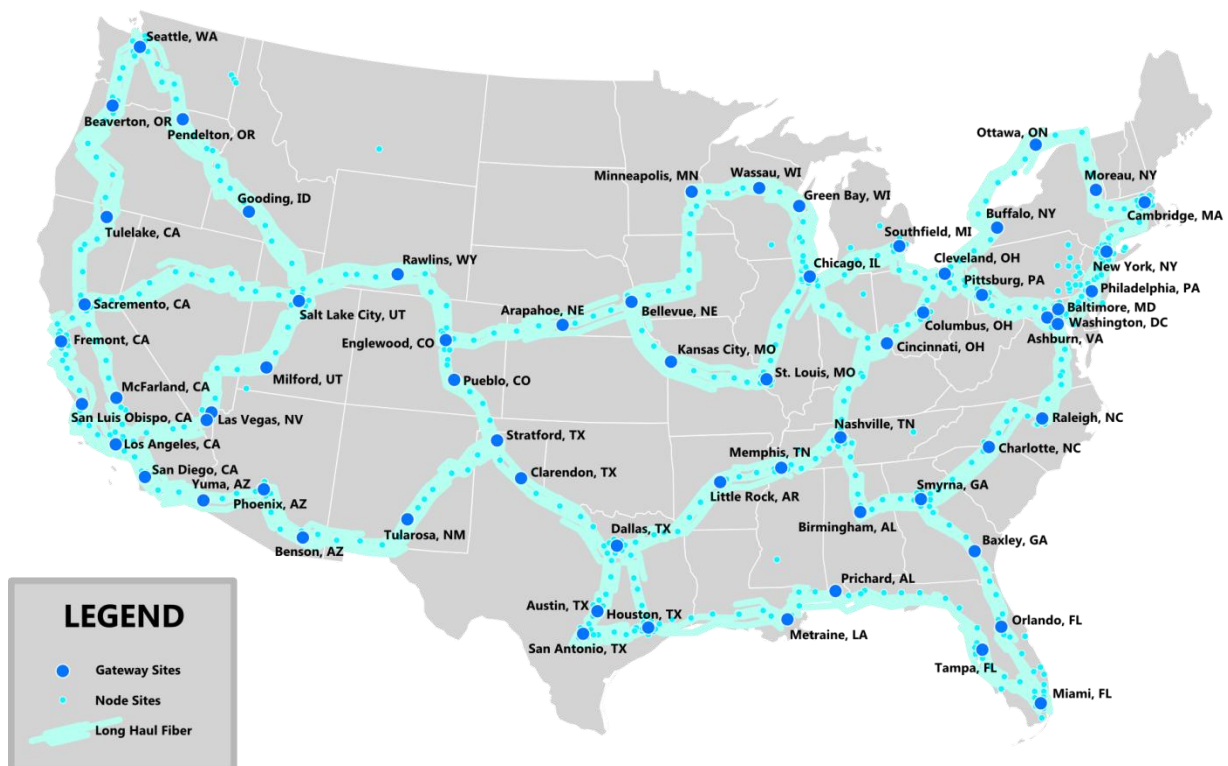 Seattle, WA
Beaverton, OR
Pendelton, OR
Ottawa, ON
Minneapolis, MN
Wassau, WI
Moreau, NY
Gooding, ID
Green Bay, WI
Cambridge, MA
Tulelake, CA
Buffalo, NY
Southfield, MI
Rawlins, WY
Cleveland, OH
New York, NY
Chicago, IL
Pittsburg, PA
Philadelphia, PA
Sacremento, CA
Salt Lake City, UT
Arapahoe, NE
Bellevue, NE
Baltimore, MD
Columbus, OH
Washington, DC
Fremont, CA
Englewood, CO
Ashburn, VA
Cincinnati, OH
Kansas City, MO
McFarland, CA
Milford, UT
Pueblo, CO
St. Louis, MO
San Luis Obispo, CA
Las Vegas, NV
Raleigh, NC
Nashville, TN
Stratford, TX
Los Angeles, CA
Charlotte, NC
Memphis, TN
San Diego, CA
Clarendon, TX
Yuma, AZ
Smyrna, GA
Little Rock, AR
Phoenix, AZ
Birmingham, AL
Tularosa, NM
Dallas, TX
Benson, AZ
Baxley, GA
Prichard, AL
Austin, TX
Houston, TX
Orlando, FL
Metraine, LA
San Antonio, TX
Tampa, FL
Miami, FL
LEGEND
Gateway Sites
Node Sites
Long Haul Fiber